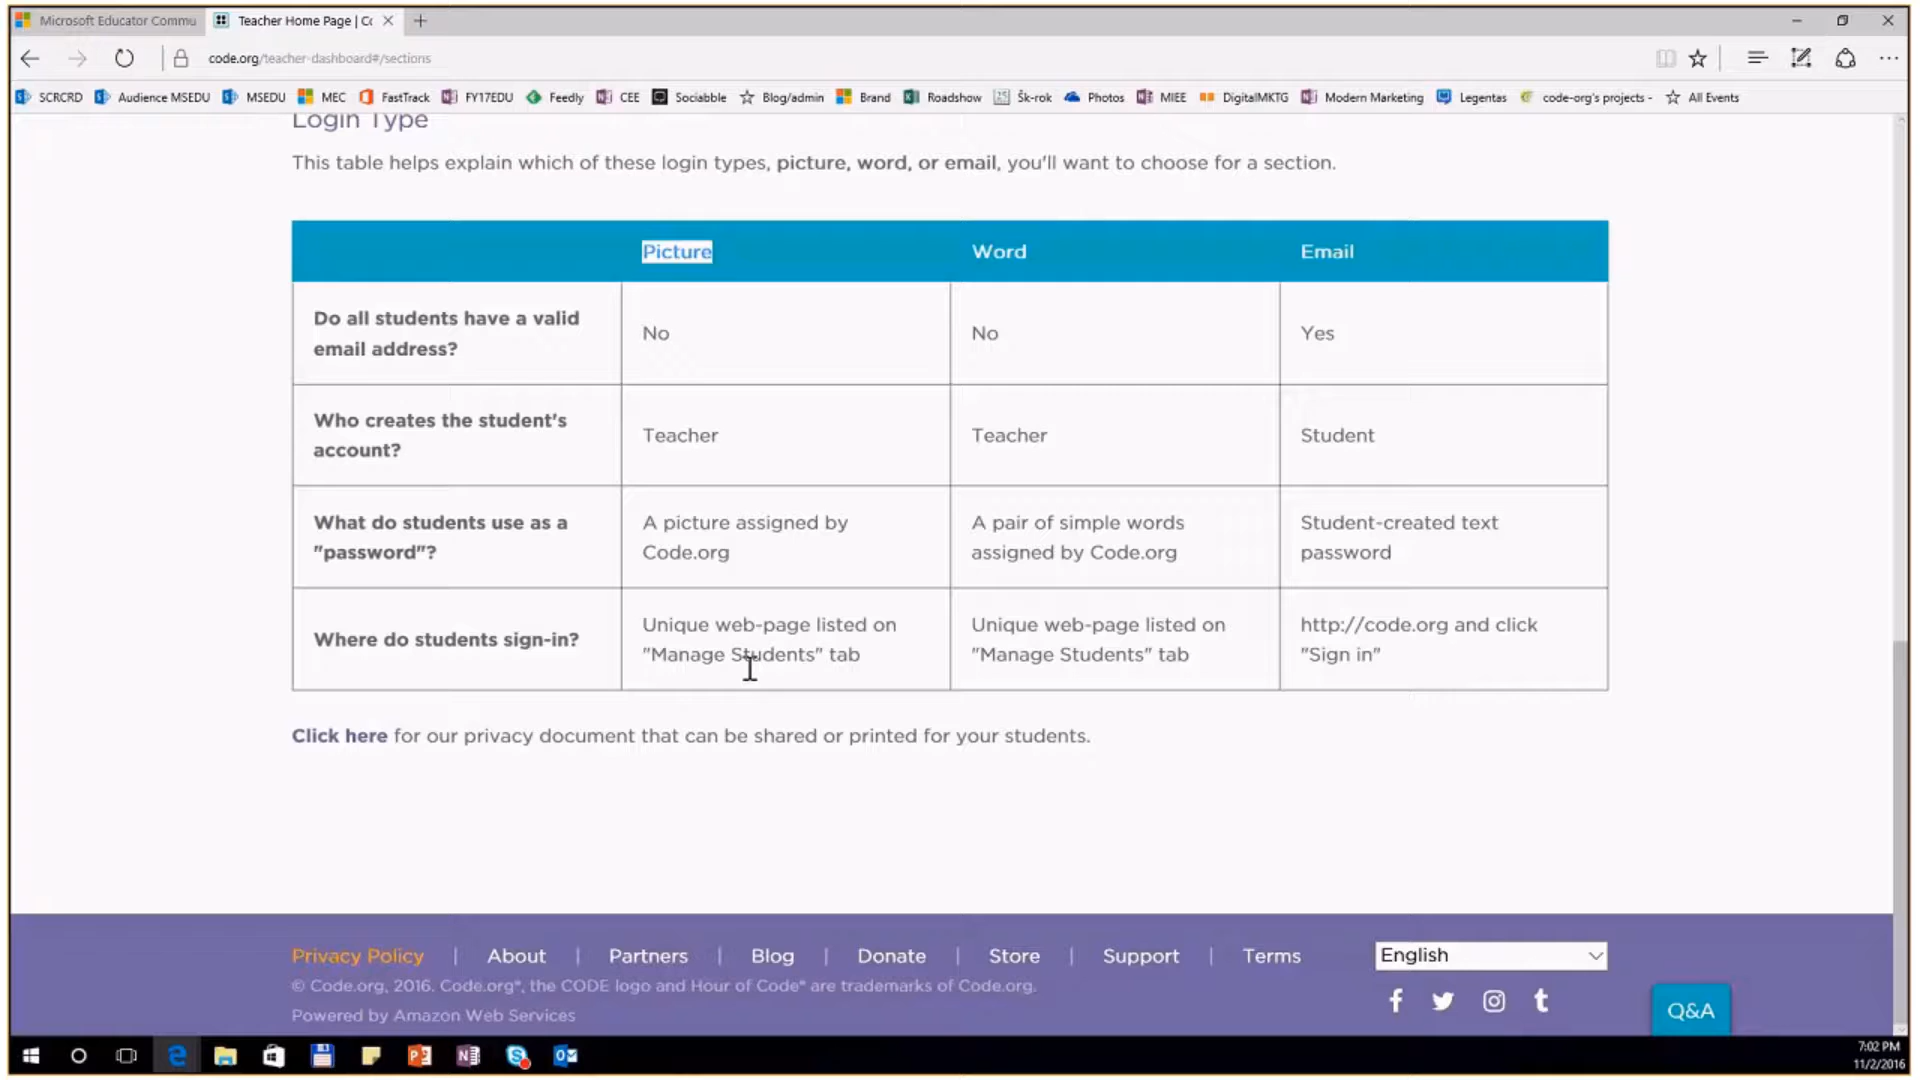 Microsoft Educator Commu
Teacher Home Page | Co
code.org/teacher-dashboard#/sections
SCRCRD Audience MSEDU MSEDU MEC FastTrack FY17EDU Feedly CEE Sociabble Blog/admin Brand Roadshow Šk-rok Photos MIEE DigitalMKTG Modern Marketing Legentas code-org's projects - All Events
Login Type
This table helps explain which of these login types, picture, word, or email, you'll want to choose for a section.
Picture Word Email
Do all students have a valid
email address?
No No Yes
Who creates the student's
account?
Teacher Teacher Student
What do students use as a
"password"?
A picture assigned by
Code.org
A pair of simple words
assigned by Code.org
Student-created text
password
Where do students sign-in?
Unique web-page listed on
"Manage Students" tab
Unique web-page listed on
"Manage Students" tab
http://code.org and click
"Sign in"
Click here for our privacy document that can be shared or printed for your students.
Privacy Policy | About | Partners | Blog | Donate | Store | Support | Terms
English
© Code.org, 2016. Code.org®, the CODE logo and Hour of Code® are trademarks of Code.org.
Powered by Amazon Web Services
Q&A
7:02 PM
11/2/2016